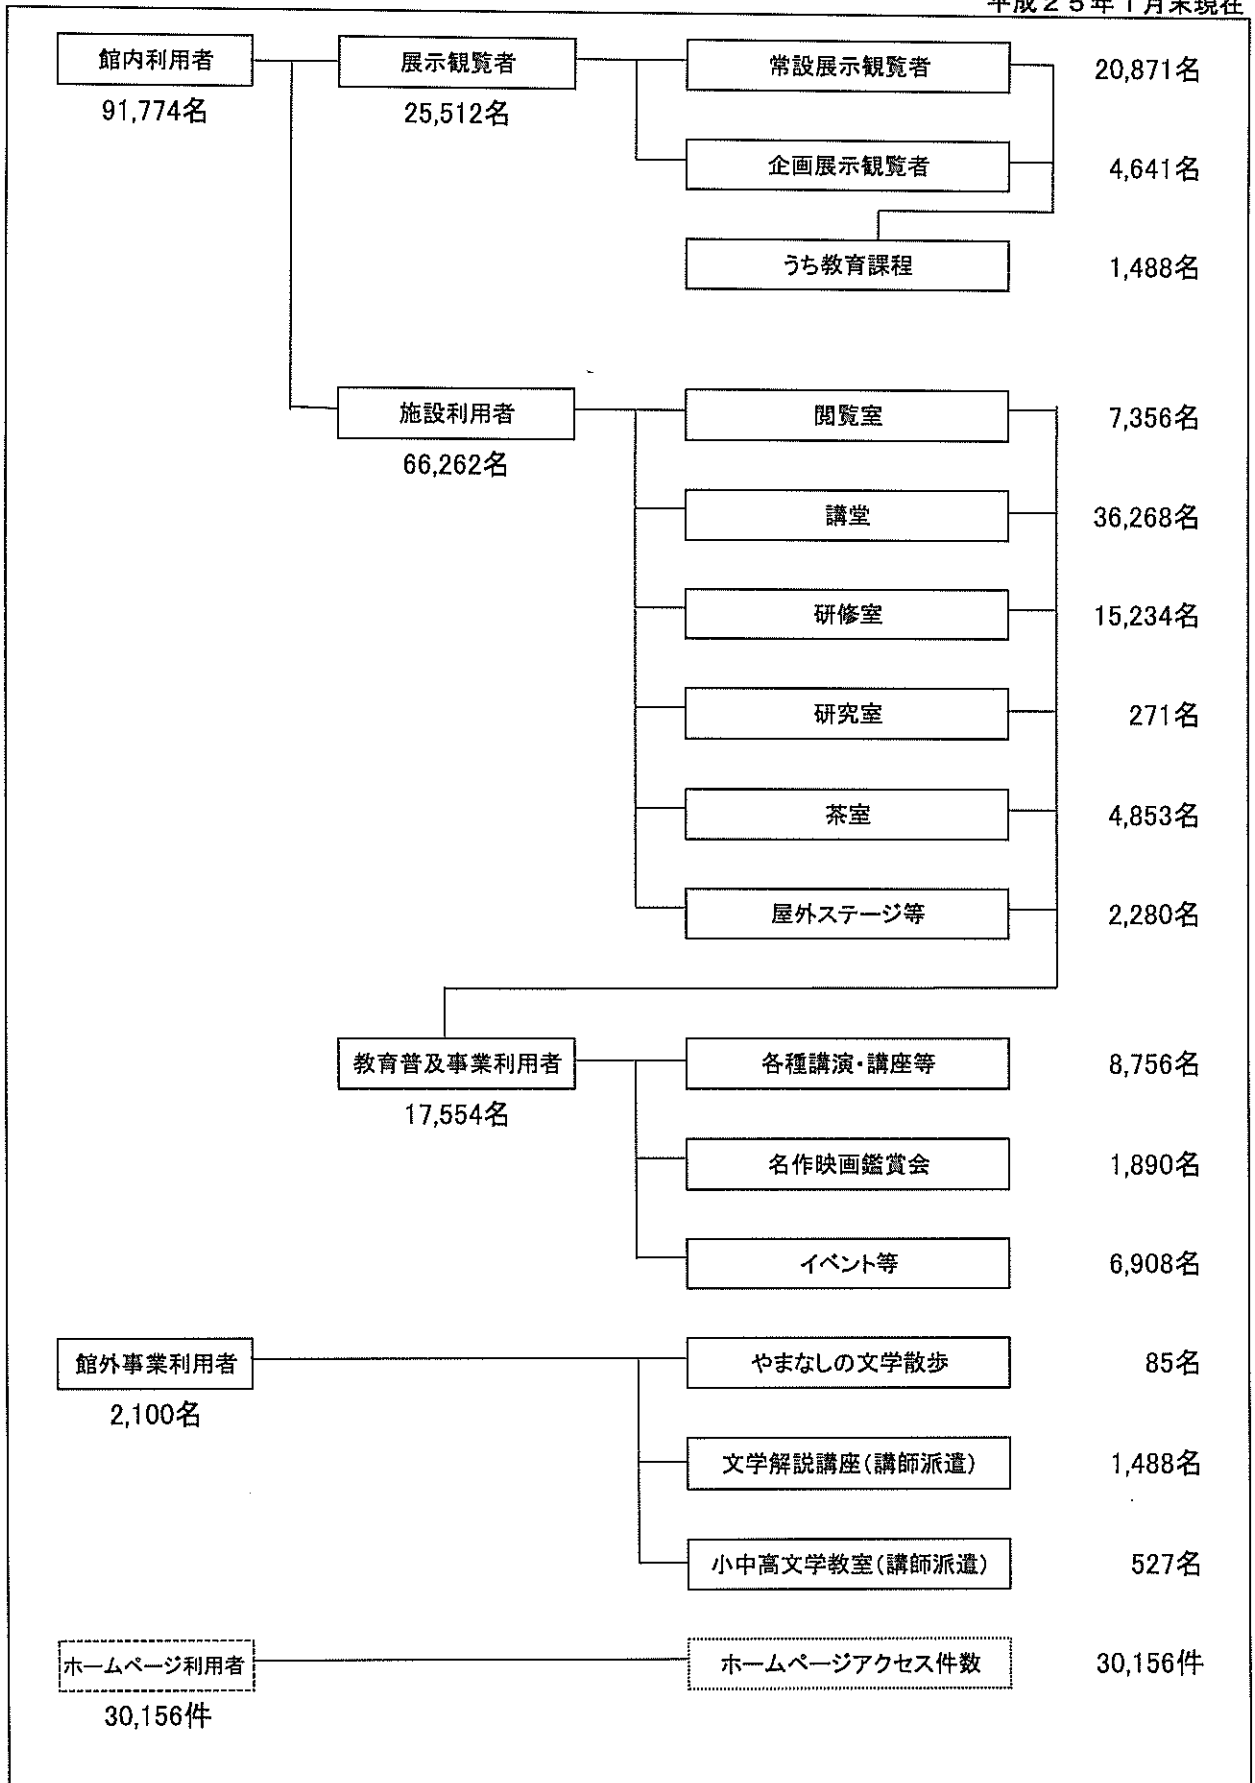 平成２５年１月末現在
館内利用者 展示観覧者 常設展示観覧者 20,871名
91,774名 25,512名
企画展示観覧者 4,641名
うち教育課程 1,488名
施設利用者 閲覧室 7,356名
66,262名
講堂 36,268名
研修室 15,234名
研究室 271名
茶室 4,853名
屋外ステージ等 2,280名
教育普及事業利用者 各種講演・講座等 8,756名
17,554名
名作映画鑑賞会 1,890名
イベント等 6,908名
館外事業利用者 やまなしの文学散歩 85名
2,100名
文学解説講座(講師派遣) 1,488名
小中高文学教室(講師派遣) 527名
ホームページ利用者 ホームページアクセス件数 30,156件
30,156件